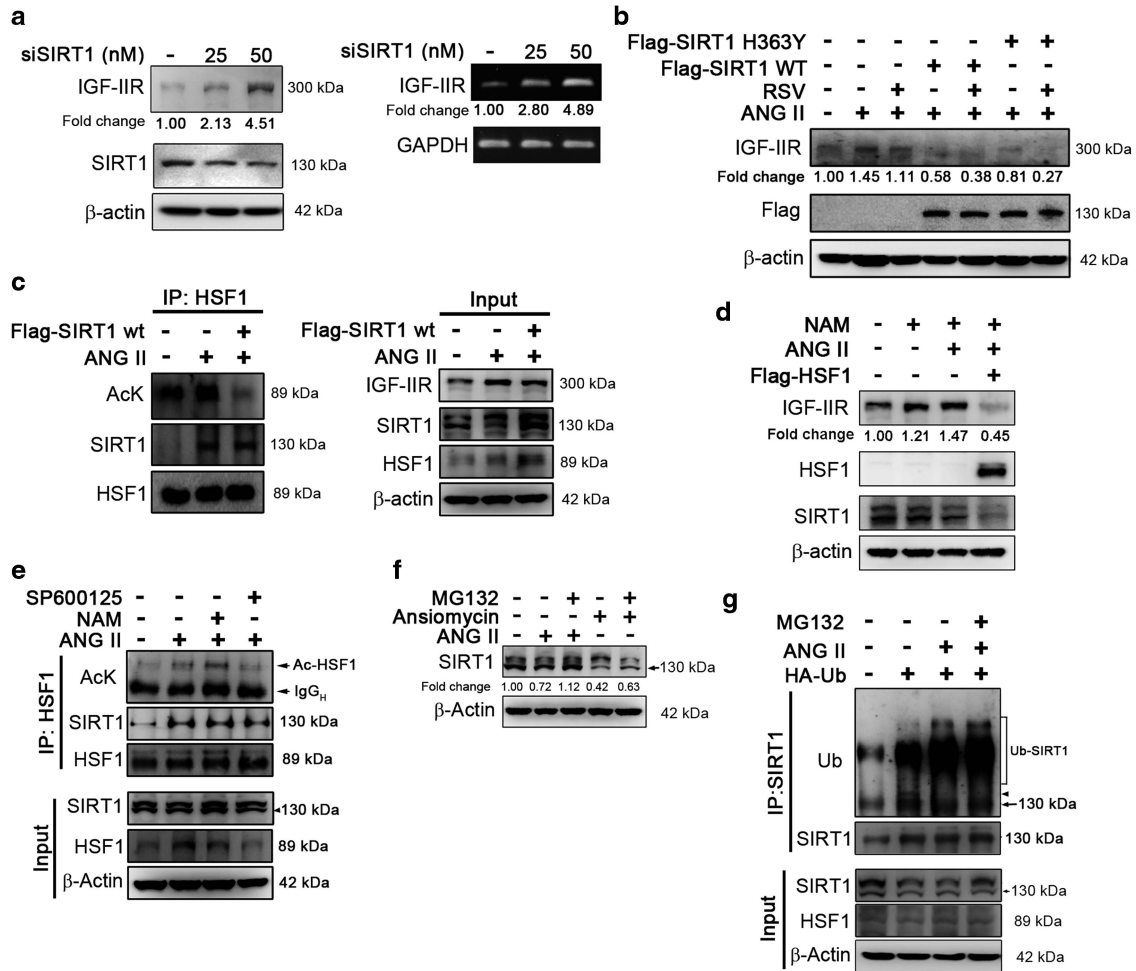 a
siSIRT1 (nM) - 25 50
IGF-IIR 300 kDa
Fold change 1.00 2.13 4.51
SIRT1 130 kDa
β-actin 42 kDa
siSIRT1 (nM) - 25 50
IGF-IIR
Fold change 1.00 2.80 4.89
GAPDH
b
Flag-SIRT1 H363Y - - - - - + +
Flag-SIRT1 WT - - - + + - -
RSV - - + - + - +
ANG II - + + + + + +
IGF-IIR 300 kDa
Fold change 1.00 1.45 1.11 0.58 0.38 0.81 0.27
Flag 130 kDa
β-actin 42 kDa
c
IP: HSF1
Flag-SIRT1 wt - - +
ANG II - + +
AcK 89 kDa
SIRT1 130 kDa
HSF1 89 kDa
Input
Flag-SIRT1 wt - - +
ANG II - + +
IGF-IIR 300 kDa
SIRT1 130 kDa
HSF1 89 kDa
β-actin 42 kDa
d
NAM - + + +
ANG II - - + +
Flag-HSF1 - - - +
IGF-IIR
Fold change 1.00 1.21 1.47 0.45
HSF1
SIRT1
β-actin
e
SP600125 - - - +
NAM - - + -
ANG II - + + +
IP: HSF1
AcK Ac-HSF1
IgGH
SIRT1 130 kDa
HSF1 89 kDa
Input
SIRT1 130 kDa
HSF1 89 kDa
β-Actin 42 kDa
f
MG132 - - + - +
Ansiomycin - - - + +
ANG II - + + - -
SIRT1 130 kDa
Fold change 1.00 0.72 1.12 0.42 0.63
β-Actin 42 kDa
g
MG132 - - - +
ANG II - - + +
HA-Ub - + + +
IP:SIRT1
Ub Ub-SIRT1
130 kDa
SIRT1 130 kDa
Input
SIRT1 130 kDa
HSF1 89 kDa
β-Actin 42 kDa